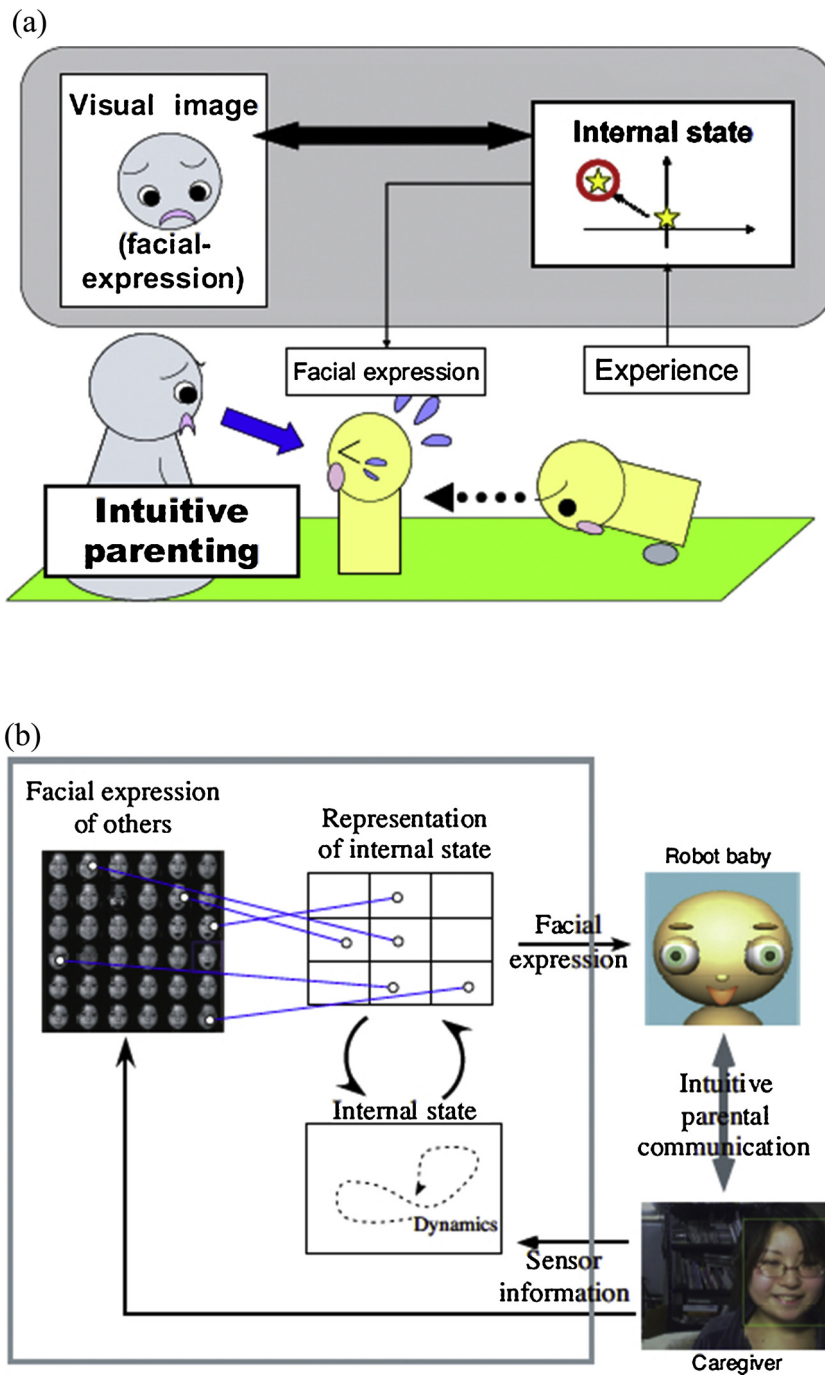 (a)
Visual image
(facial-
expression)
Internal state
Facial expression
Experience
Intuitive
parenting
(b)
Facial expression
of others
Representation
of internal state
Robot baby
Facial
expression
Intuitive
parental
communication
Internal state
Dynamics
Sensor
information
Caregiver